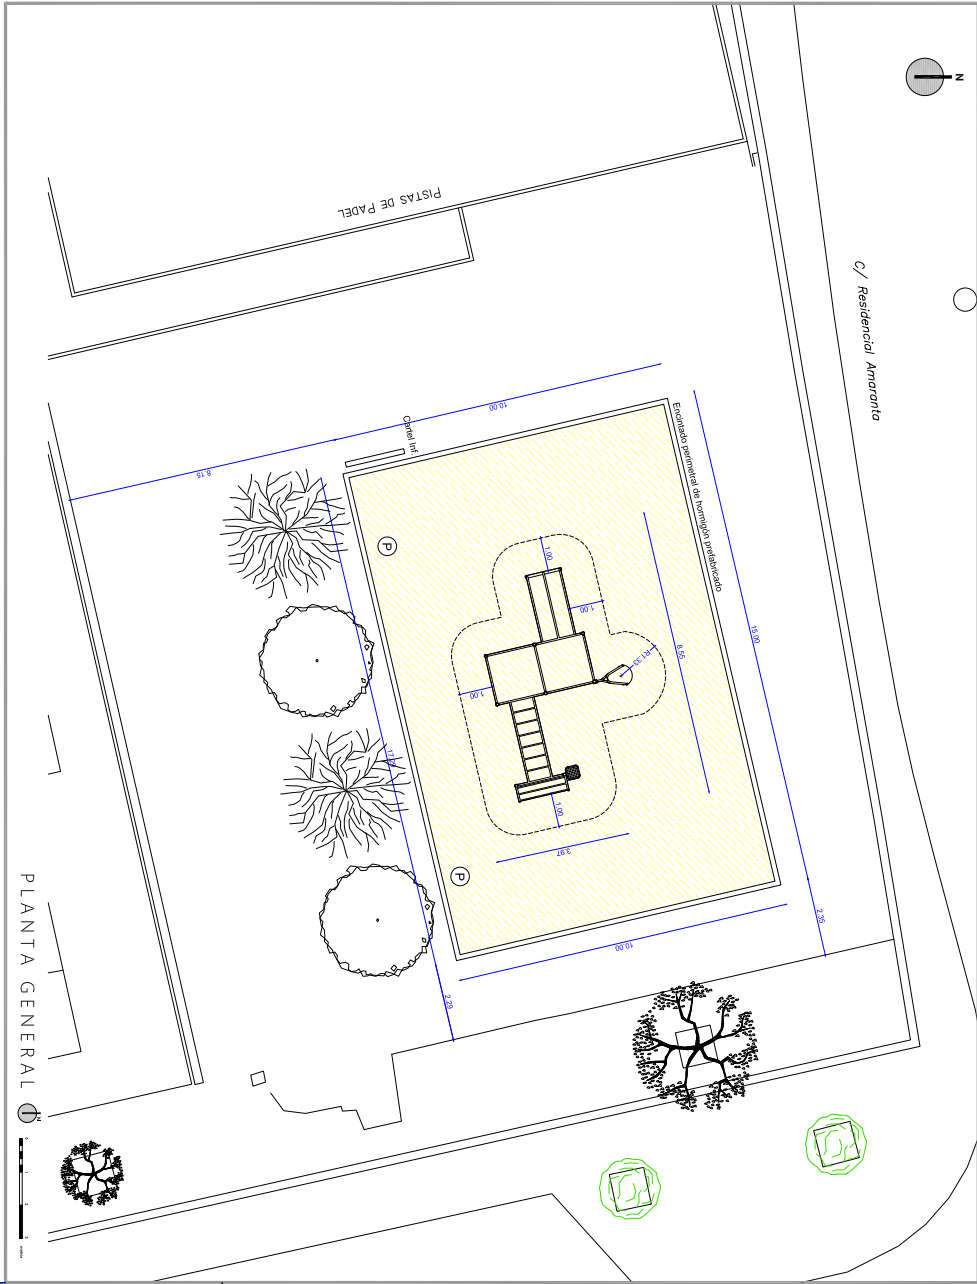 N
PISTAS DE PADEL
C/ Residencial Amaranta
10.00
8.15
Cartel Inf.
Encintado perimetral de hormigón prefabricado
P
1.00
1.00
R1.33
8.55
15.00
1.00
1.00
3.97
P
2.35
10.00
2.29
PLANTA GENERAL
N